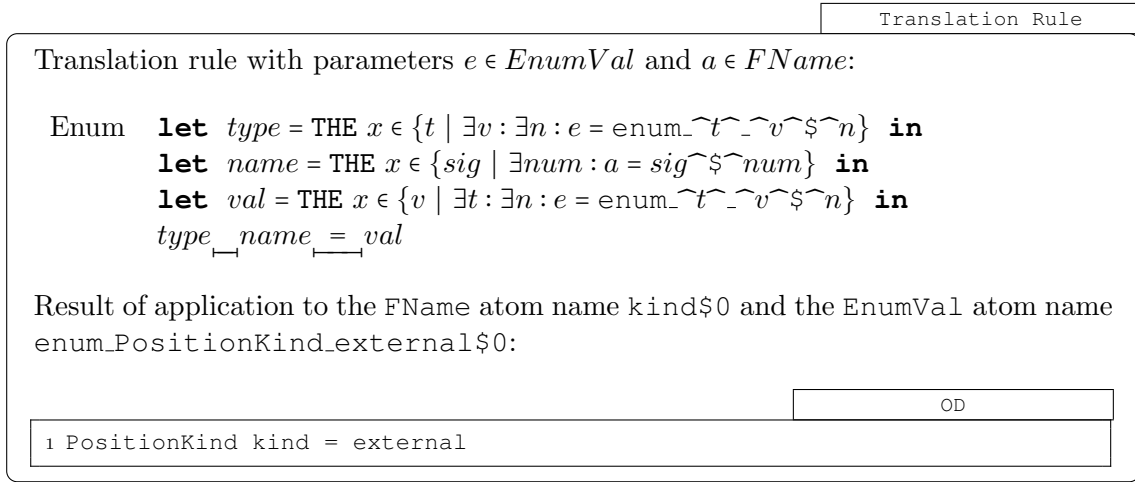 Translation Rule
Translation rule with parameters e ∈ EnumVal and a ∈ FName:
Enum let type = THE x ∈ {t | ∃v : ∃n : e = enum_⌢t⌢_⌢v⌢$⌢n} in
let name = THE x ∈ {sig | ∃num : a = sig⌢$⌢num} in
let val = THE x ∈ {v | ∃t : ∃n : e = enum_⌢t⌢_⌢v⌢$⌢n} in
type name = val
Result of application to the FName atom name kind$0 and the EnumVal atom name
enum_PositionKind_external$0:
OD
1 PositionKind kind = external